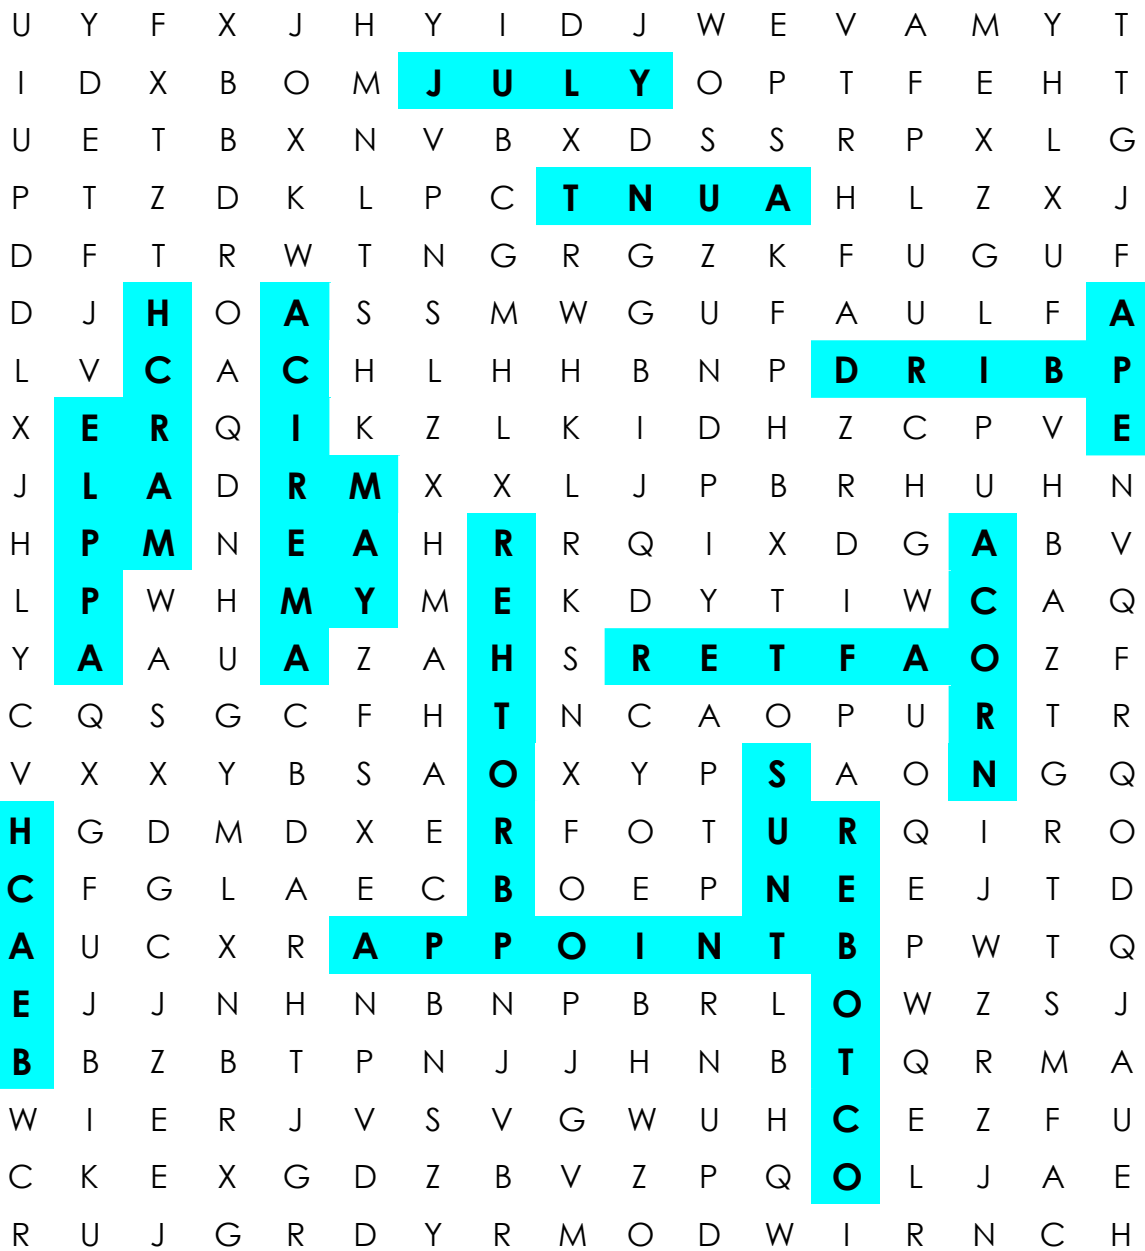 U Y F X J H Y I D J W E V A M Y T
I D X B O M J U L Y O P T F E H T
U E T B X N V B X D S S R P X L G
P T Z D K L P C T N U A H L Z X J
D F T R W T N G R G Z K F U G U F
D J H O A S S M W G U F A U L F A
L V C A C H L H H B N P D R I B P
X E R Q I K Z L K I D H Z C P V E
J L A D R M X X L J P B R H U H N
H P M N E A H R R Q I X D G A B V
L P W H M Y M E K D Y T I W C A Q
Y A A U A Z A H S R E T F A O Z F
C Q S G C F H T N C A O P U R T R
V X X Y B S A O X Y P S A O N G Q
H G D M D X E R F O T U R Q I R O
C F G L A E C B O E P N E E J T D
A U C X R A P P O I N T B P W T Q
E J J N H N B N P B R L O W Z S J
B B Z B T P N J J H N B T Q R M A
W I E R J V S V G W U H C E Z F U
C K E X G D Z B V Z P Q O L J A E
R U J G R D Y R M O D W I R N C H